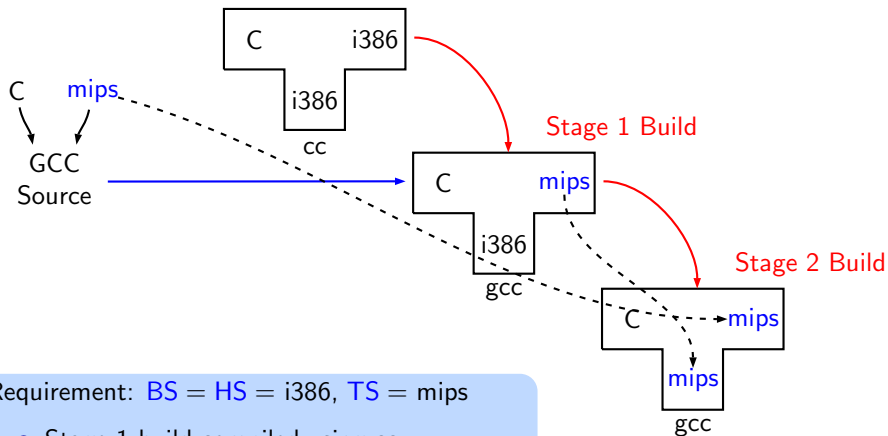 C i386
i386
cc
C mips
GCC
Source
Stage 1 Build
C mips
i386
gcc
Stage 2 Build
C mips
mips
gcc
Requirement: BS = HS = i386, TS = mips